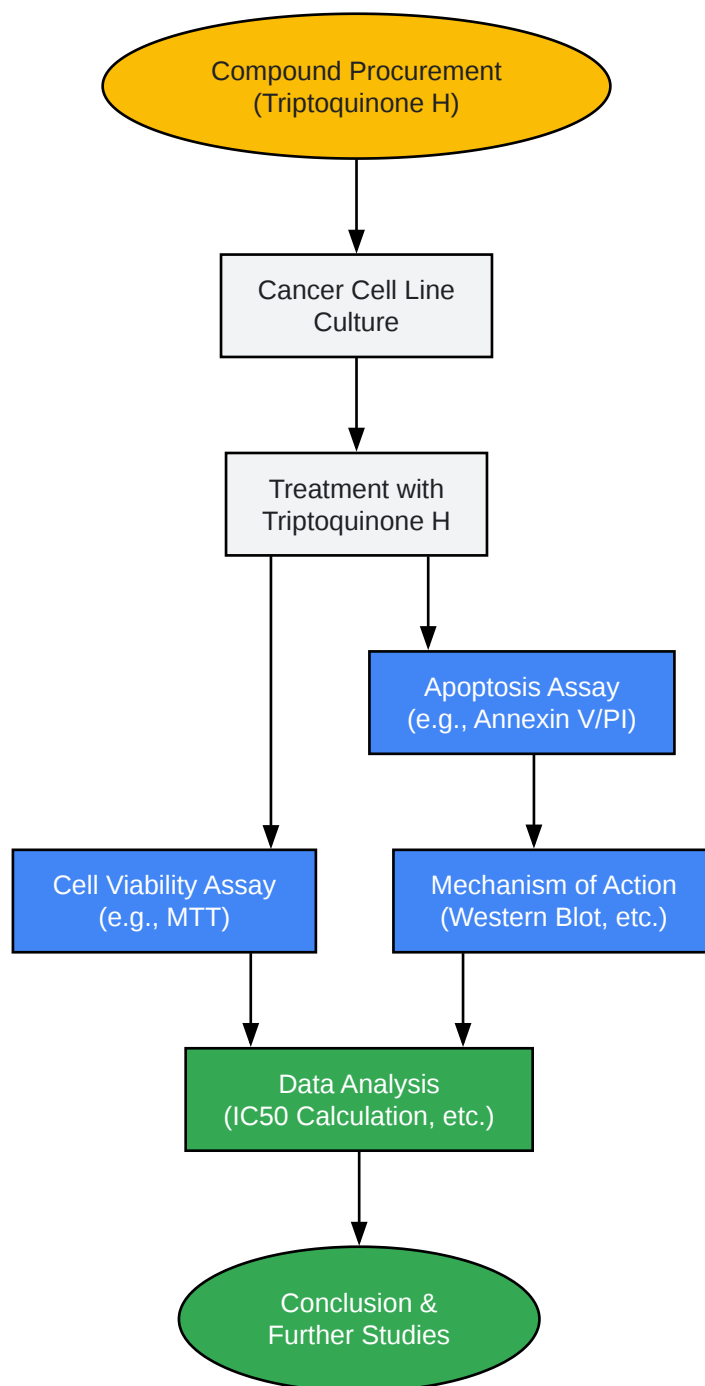 Compound Procurement
(Triptoquinone H)
Cancer Cell Line
Culture
Treatment with
Triptoquinone H
Apoptosis Assay
(e.g., Annexin V/PI)
Cell Viability Assay
(e.g., MTT)
Mechanism of Action
(Western Blot, etc.)
Data Analysis
(IC50 Calculation, etc.)
Conclusion &
Further Studies